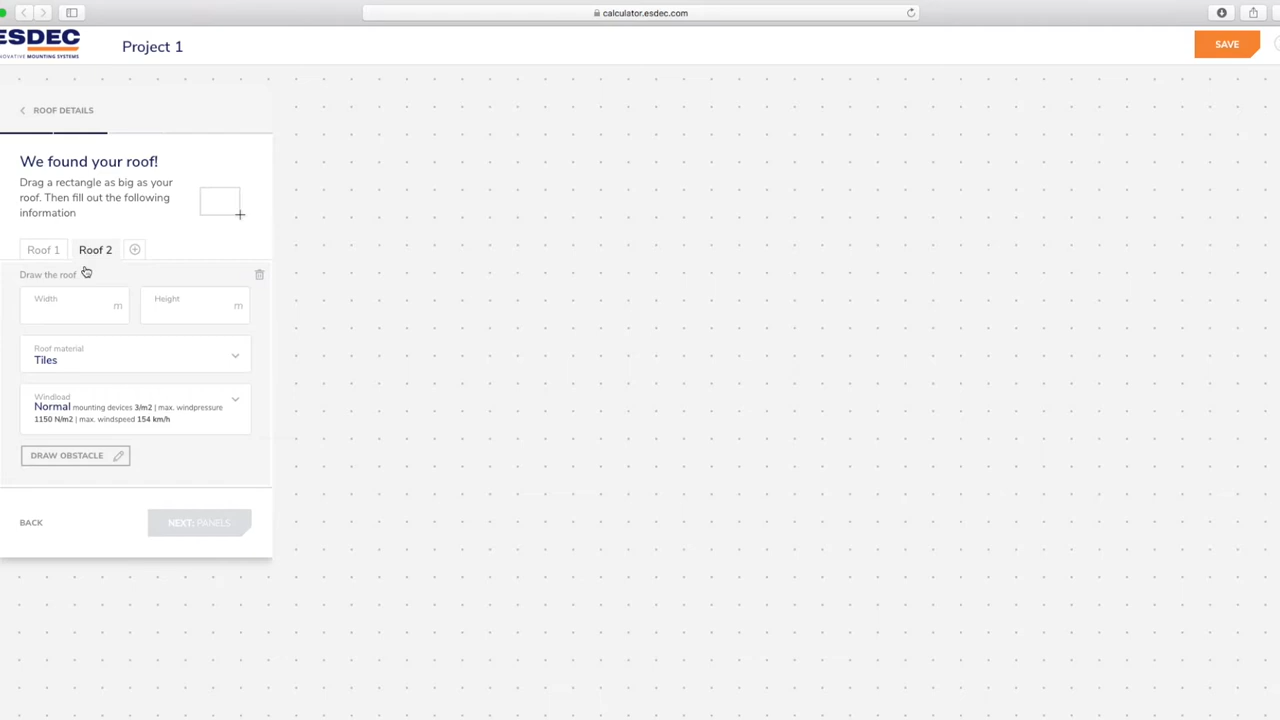 calculator.esdec.com
ESDEC
INNOVATIVE MOUNTING SYSTEMS
Project 1
SAVE
ROOF DETAILS
We found your roof!
Drag a rectangle as big as your
roof. Then fill out the following
information
Roof 1
Roof 2
Draw the roof
Width
m
Height
m
Roof material
Tiles
Windload
Normal mounting devices 3/m2 | max. windpressure
1150 N/m2 | max. windspeed 154 km/h
DRAW OBSTACLE
BACK
NEXT: PANELS